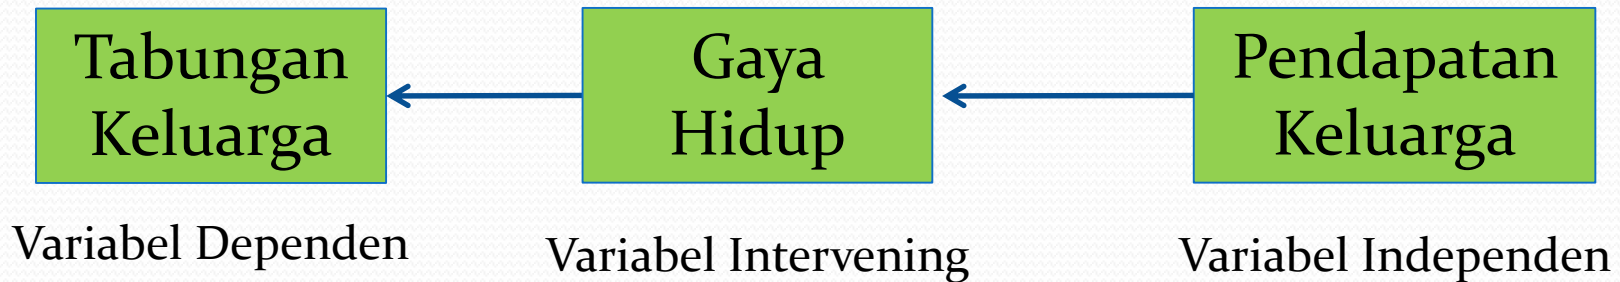 Tabungan
Keluarga
Gaya
Hidup
Pendapatan
Keluarga
Variabel Dependen
Variabel Intervening
Variabel Independen